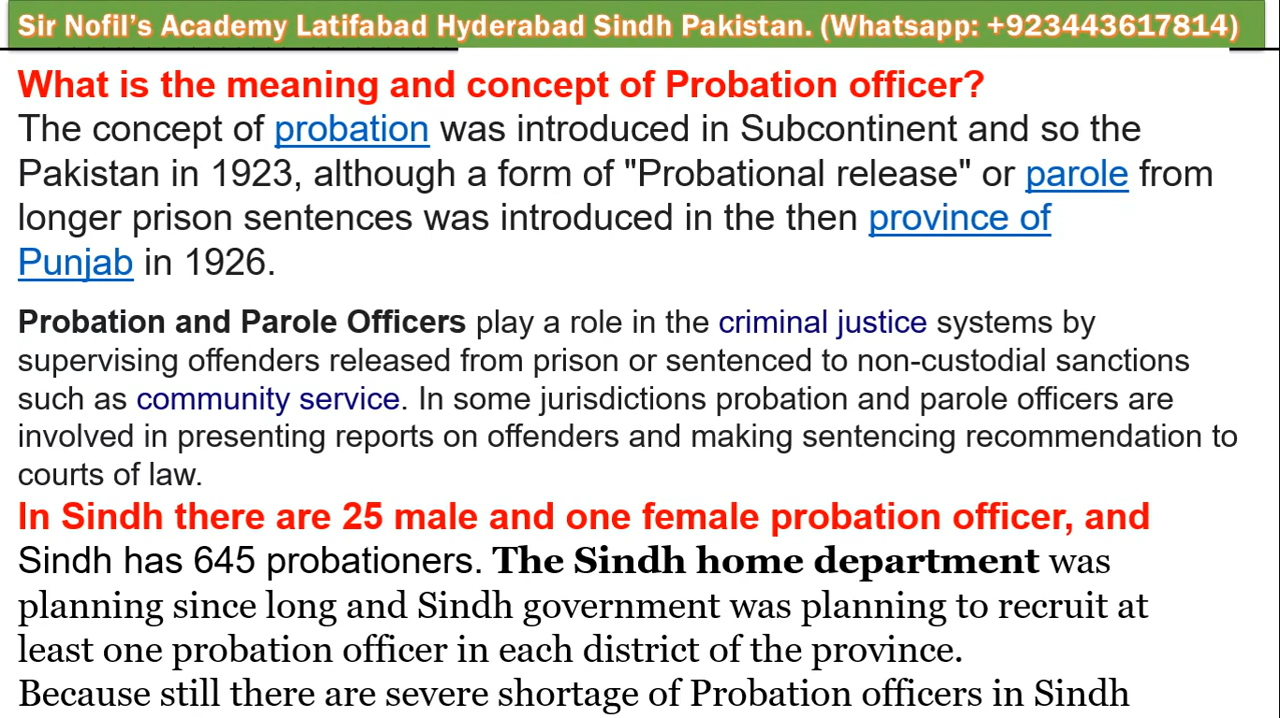 Sir Nofil's Academy Latifabad Hyderabad Sindh Pakistan. (Whatsapp: +923443617814)
What is the meaning and concept of Probation officer?
The concept of probation was introduced in Subcontinent and so the
Pakistan in 1923, although a form of "Probational release" or parole from
longer prison sentences was introduced in the then province of
Punjab in 1926.
Probation and Parole Officers play a role in the criminal justice systems by
supervising offenders released from prison or sentenced to non-custodial sanctions
such as community service. In some jurisdictions probation and parole officers are
involved in presenting reports on offenders and making sentencing recommendation to
courts of law.
In Sindh there are 25 male and one female probation officer, and
Sindh has 645 probationers. The Sindh home department was
planning since long and Sindh government was planning to recruit at
least one probation officer in each district of the province.
Because still there are severe shortage of Probation officers in Sindh